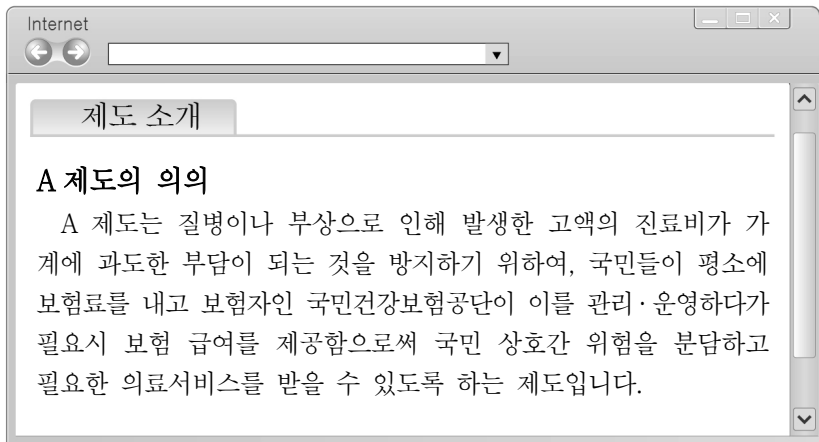 Internet
제도 소개
A 제도의 의의
A 제도는 질병이나 부상으로 인해 발생한 고액의 진료비가 가
계에 과도한 부담이 되는 것을 방지하기 위하여, 국민들이 평소에
보험료를 내고 보험자인 국민건강보험공단이 이를 관리·운영하다가
필요시 보험 급여를 제공함으로써 국민 상호간 위험을 분담하고
필요한 의료서비스를 받을 수 있도록 하는 제도입니다.